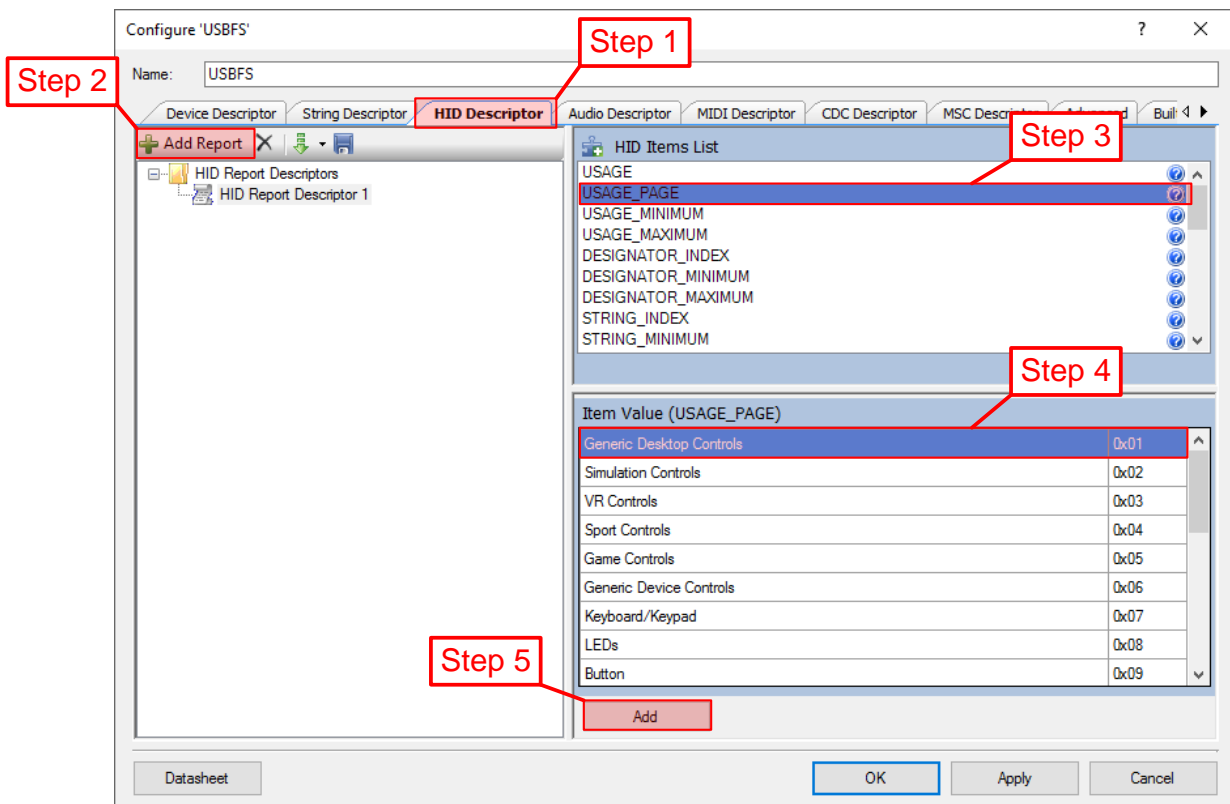 Configure 'USBFS'
?
Step 1
Step 2
Name: USBFS
Device Descriptor
String Descriptor
HID Descriptor
Audio Descriptor
MIDI Descriptor
CDC Descriptor
MSC
Add Report
Step 3
HID Items List
HID Report Descriptors
HID Report Descriptor 1
USAGE
USAGE_PAGE
USAGE_MINIMUM
USAGE_MAXIMUM
DESIGNATOR_INDEX
DESIGNATOR_MINIMUM
DESIGNATOR_MAXIMUM
STRING_INDEX
STRING_MINIMUM
Step 4
Item Value (USAGE_PAGE)
Generic Desktop Controls 0x01
Simulation Controls 0x02
VR Controls 0x03
Sport Controls 0x04
Game Controls 0x05
Generic Device Controls 0x06
Keyboard/Keypad 0x07
LEDs 0x08
Button 0x09
Step 5
Add
Datasheet
OK
Apply
Cancel